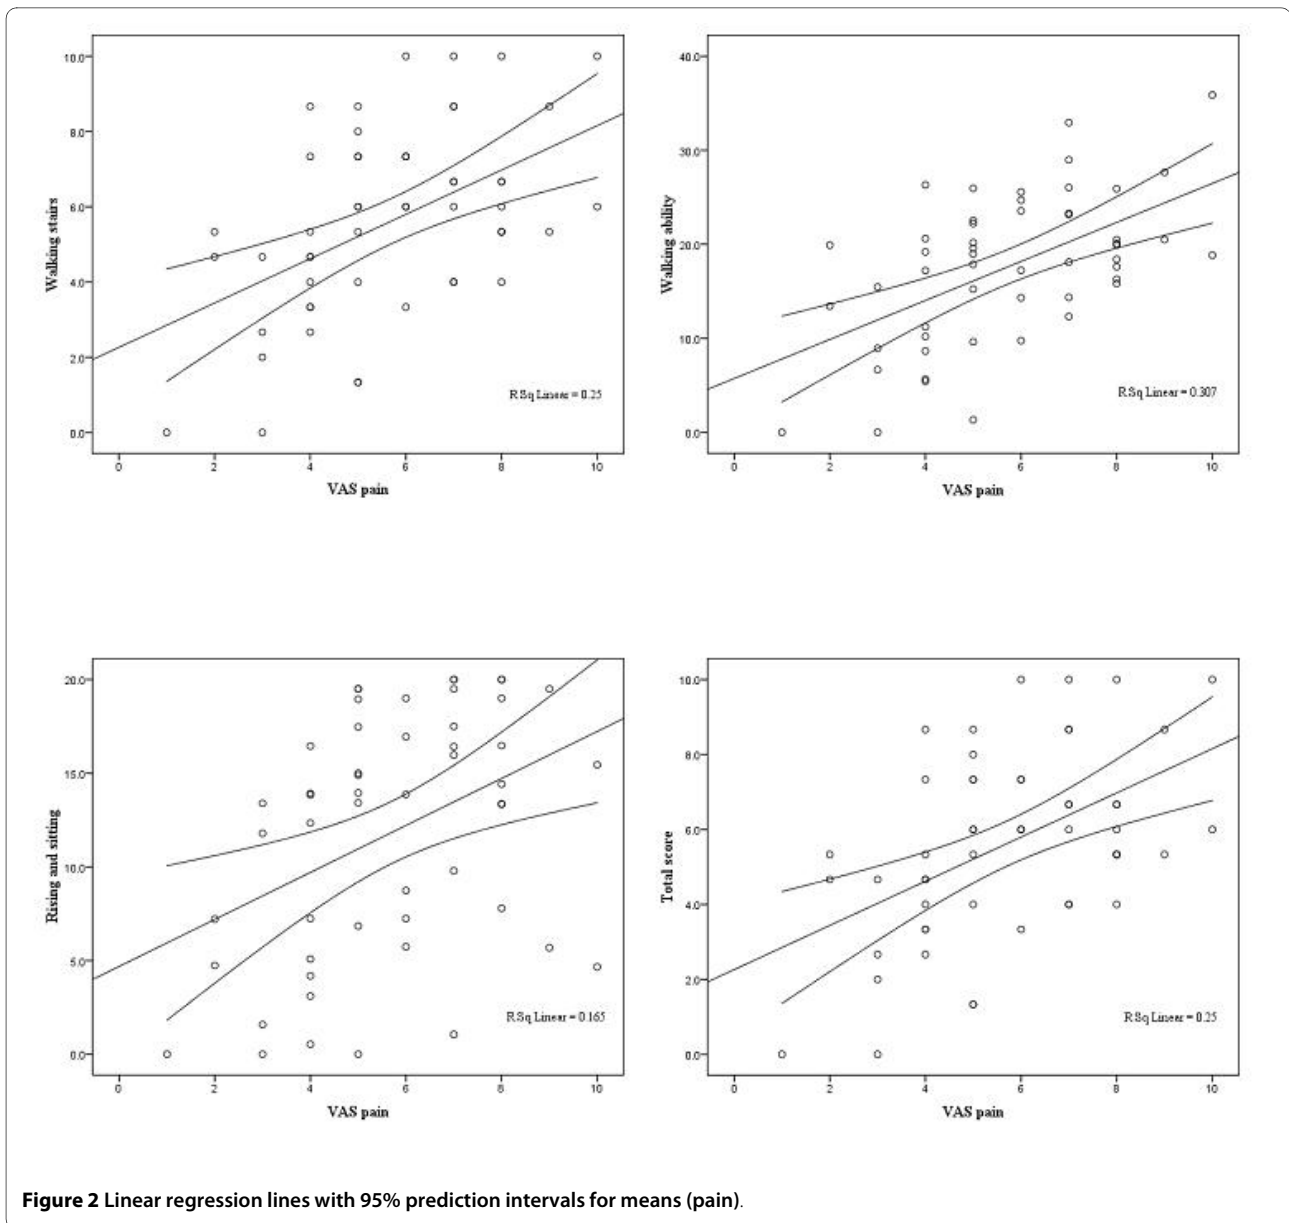 10.0
8.0
6.0
4.0
2.0
0.0
Walking stairs
R Sq Linear = 0.25
0 2 4 6 8 10
VAS pain
40.0
30.0
20.0
10.0
0.0
Walking ability
R Sq Linear = 0.307
0 2 4 6 8 10
VAS pain
20.0
15.0
10.0
5.0
0.0
Rising and sitting
R Sq Linear = 0.165
0 2 4 6 8 10
VAS pain
10.0
8.0
6.0
4.0
2.0
0.0
Total score
R Sq Linear = 0.25
0 2 4 6 8 10
VAS pain
Figure 2 Linear regression lines with 95% prediction intervals for means (pain).